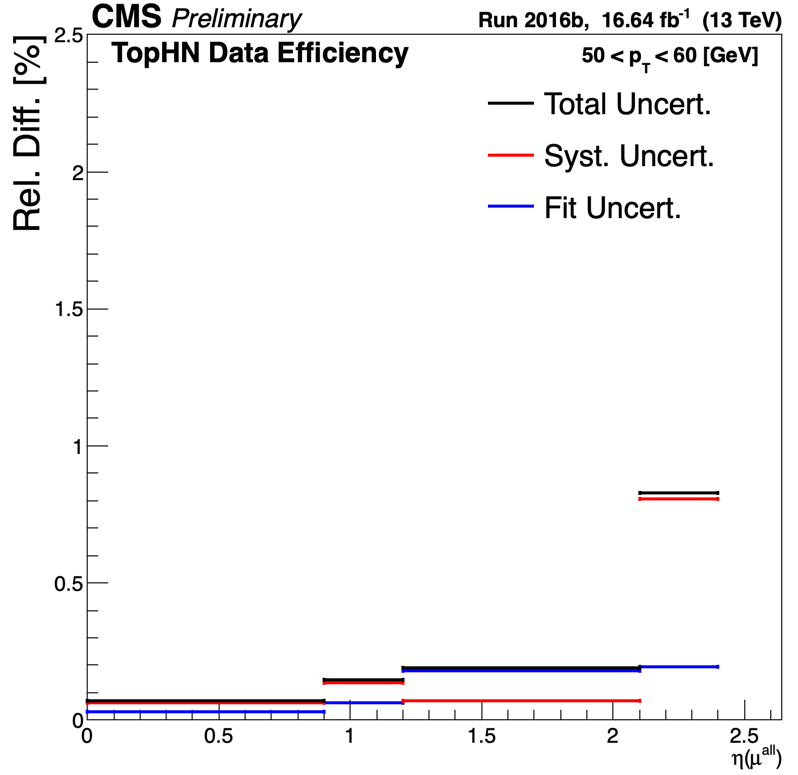 CMS Preliminary Run 2016b, 16.64 fb⁻¹ (13 TeV)
TopHN Data Efficiency 50 < p_T < 60 [GeV]
Total Uncert.
Syst. Uncert.
Fit Uncert.
Rel. Diff. [%]
2.5
2
1.5
1
0.5
0
0 0.5 1 1.5 2 2.5
η(μ^all)